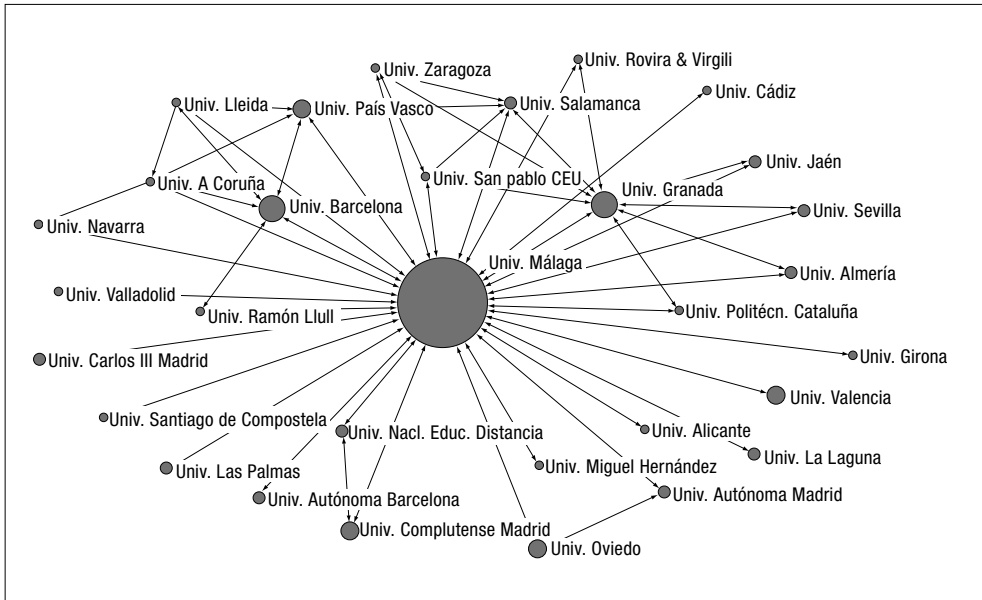 Univ. Rovira & Virgili
Univ. Zaragoza
Univ. Cádiz
Univ. Lleida
Univ. País Vasco
Univ. Salamanca
Univ. Jaén
Univ. San pablo CEU
Univ. Granada
Univ. A Coruña
Univ. Barcelona
Univ. Sevilla
Univ. Navarra
Univ. Málaga
Univ. Almería
Univ. Valladolid
Univ. Ramón Llull
Univ. Politécn. Cataluña
Univ. Carlos III Madrid
Univ. Girona
Univ. Valencia
Univ. Santiago de Compostela
Univ. Nacl. Educ. Distancia
Univ. Alicante
Univ. La Laguna
Univ. Las Palmas
Univ. Miguel Hernández
Univ. Autónoma Barcelona
Univ. Autónoma Madrid
Univ. Complutense Madrid
Univ. Oviedo